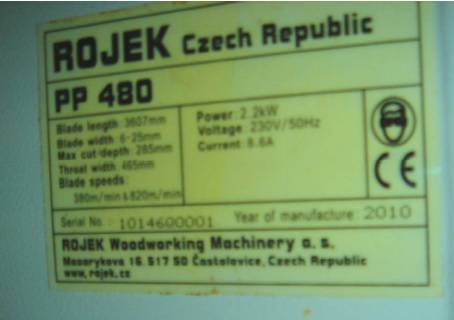 ROJEK Czech Republic
PP 480
Blade length: 3607mm
Blade width: 6-25mm
Max cut/depth: 285mm
Throat width: 465mm
Blade speeds:
380m/min & 820m/min
Power: 2.2kW
Voltage: 230V/50Hz
Current: 8.6A
CE
Serial No.: 1014600001 Year of manufacture: 2010
ROJEK Woodworking Machinery a. s.
Masarykova 16, 517 50 Častolovice, Czech Republic
www.rojek.cz